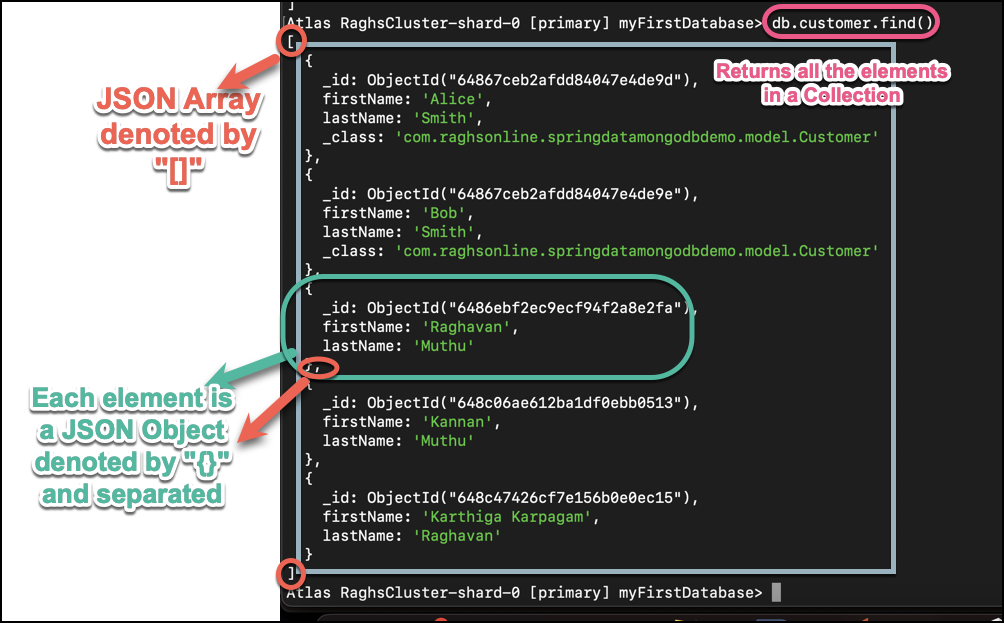 ]
Atlas RaghsCluster-shard-0 [primary] myFirstDatabase> db.customer.find()
[
{
_id: ObjectId("64867ceb2afdd84047e4de9d"),
firstName: 'Alice',
lastName: 'Smith',
_class: 'com.raghsonline.springdatamongodbdemo.model.Customer'
},
{
_id: ObjectId("64867ceb2afdd84047e4de9e"),
firstName: 'Bob',
lastName: 'Smith',
_class: 'com.raghsonline.springdatamongodbdemo.model.Customer'
},
{
_id: ObjectId("6486ebf2ec9ecf94f2a8e2fa"),
firstName: 'Raghavan',
lastName: 'Muthu'
},
{
_id: ObjectId("648c06ae612ba1df0ebb0513"),
firstName: 'Kannan',
lastName: 'Muthu'
},
{
_id: ObjectId("648c47426cf7e156b0e0ec15"),
firstName: 'Karthiga Karpagam',
lastName: 'Raghavan'
}
]
Atlas RaghsCluster-shard-0 [primary] myFirstDatabase>
Returns all the elements
in a Collection
JSON Array
denoted by
"[]"
Each element is
a JSON Object
denoted by "{}"
and separated